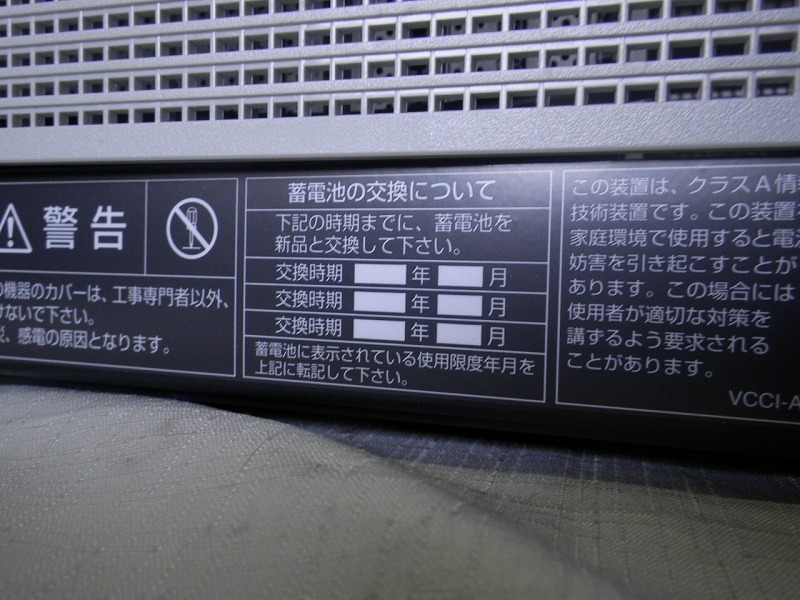 警告
の機器のカバーは、工事専門者以外、
けないで下さい。
災、感電の原因となります。
蓄電池の交換について
下記の時期までに、蓄電池を
新品と交換して下さい。
交換時期 年 月
交換時期 年 月
交換時期 年 月
蓄電池に表示されている使用限度年月を
上記に転記して下さい。
この装置は、クラスA情
技術装置です。この装置
家庭環境で使用すると電
妨害を引き起こすことが
あります。この場合には
使用者が適切な対策を
講ずるよう要求される
ことがあります。
VCCI-A